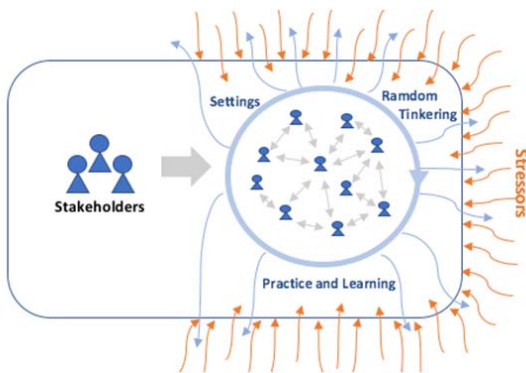 Settings
Ramdom
Tinkering
Stakeholders
Stressors
Practice and Learning